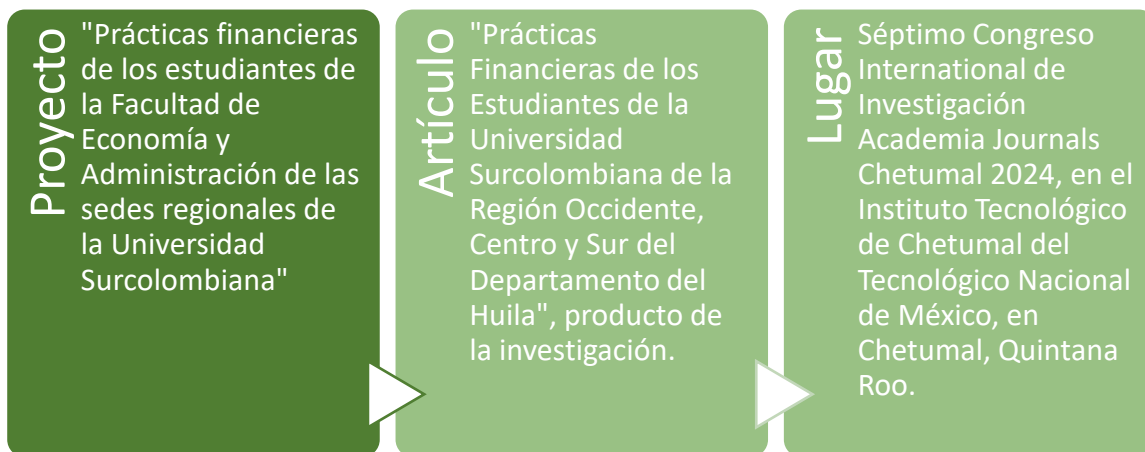 Proyecto
"Prácticas financieras
de los estudiantes de
la Facultad de
Economía y
Administración de las
sedes regionales de
la Universidad
Surcolombiana"
Artículo
"Prácticas
Financieras de los
Estudiantes de la
Universidad
Surcolombiana de la
Región Occidente,
Centro y Sur del
Departamento del
Huila", producto de
la investigación.
Lugar
Séptimo Congreso
International de
Investigación
Academia Journals
Chetumal 2024, en el
Instituto Tecnológico
de Chetumal del
Tecnológico Nacional
de México, en
Chetumal, Quintana
Roo.